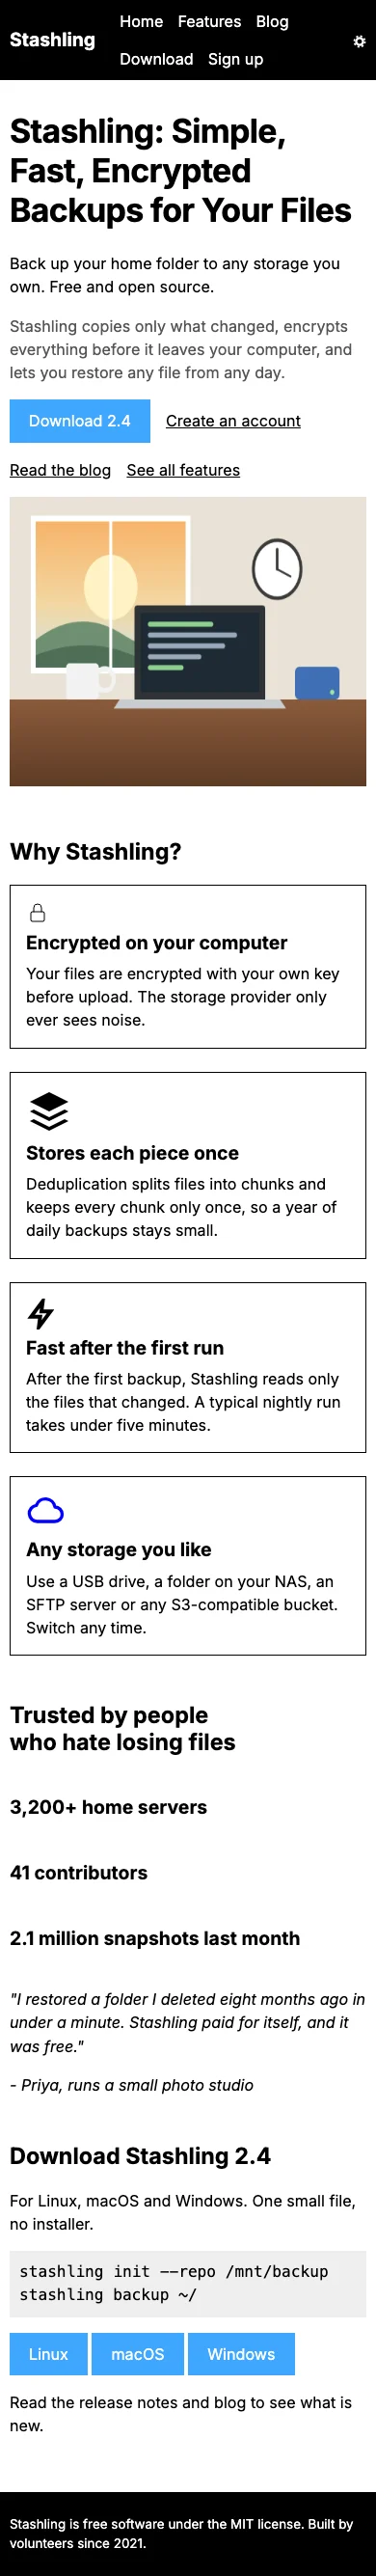 Stashling
Home Features Blog
Download Sign up
Stashling: Simple,
Fast, Encrypted
Backups for Your Files
Back up your home folder to any storage you
own. Free and open source.
Stashling copies only what changed, encrypts
everything before it leaves your computer, and
lets you restore any file from any day.
Download 2.4 Create an account
Read the blog See all features
Why Stashling?
Encrypted on your computer
Your files are encrypted with your own key
before upload. The storage provider only
ever sees noise.
Stores each piece once
Deduplication splits files into chunks and
keeps every chunk only once, so a year of
daily backups stays small.
Fast after the first run
After the first backup, Stashling reads only
the files that changed. A typical nightly run
takes under five minutes.
Any storage you like
Use a USB drive, a folder on your NAS, an
SFTP server or any S3-compatible bucket.
Switch any time.
Trusted by people
who hate losing files
3,200+ home servers
41 contributors
2.1 million snapshots last month
"I restored a folder I deleted eight months ago in
under a minute. Stashling paid for itself, and it
was free."
- Priya, runs a small photo studio
Download Stashling 2.4
For Linux, macOS and Windows. One small file,
no installer.
stashling init --repo /mnt/backup
stashling backup ~/
Linux macOS Windows
Read the release notes and blog to see what is
new.
Stashling is free software under the MIT license. Built by
volunteers since 2021.